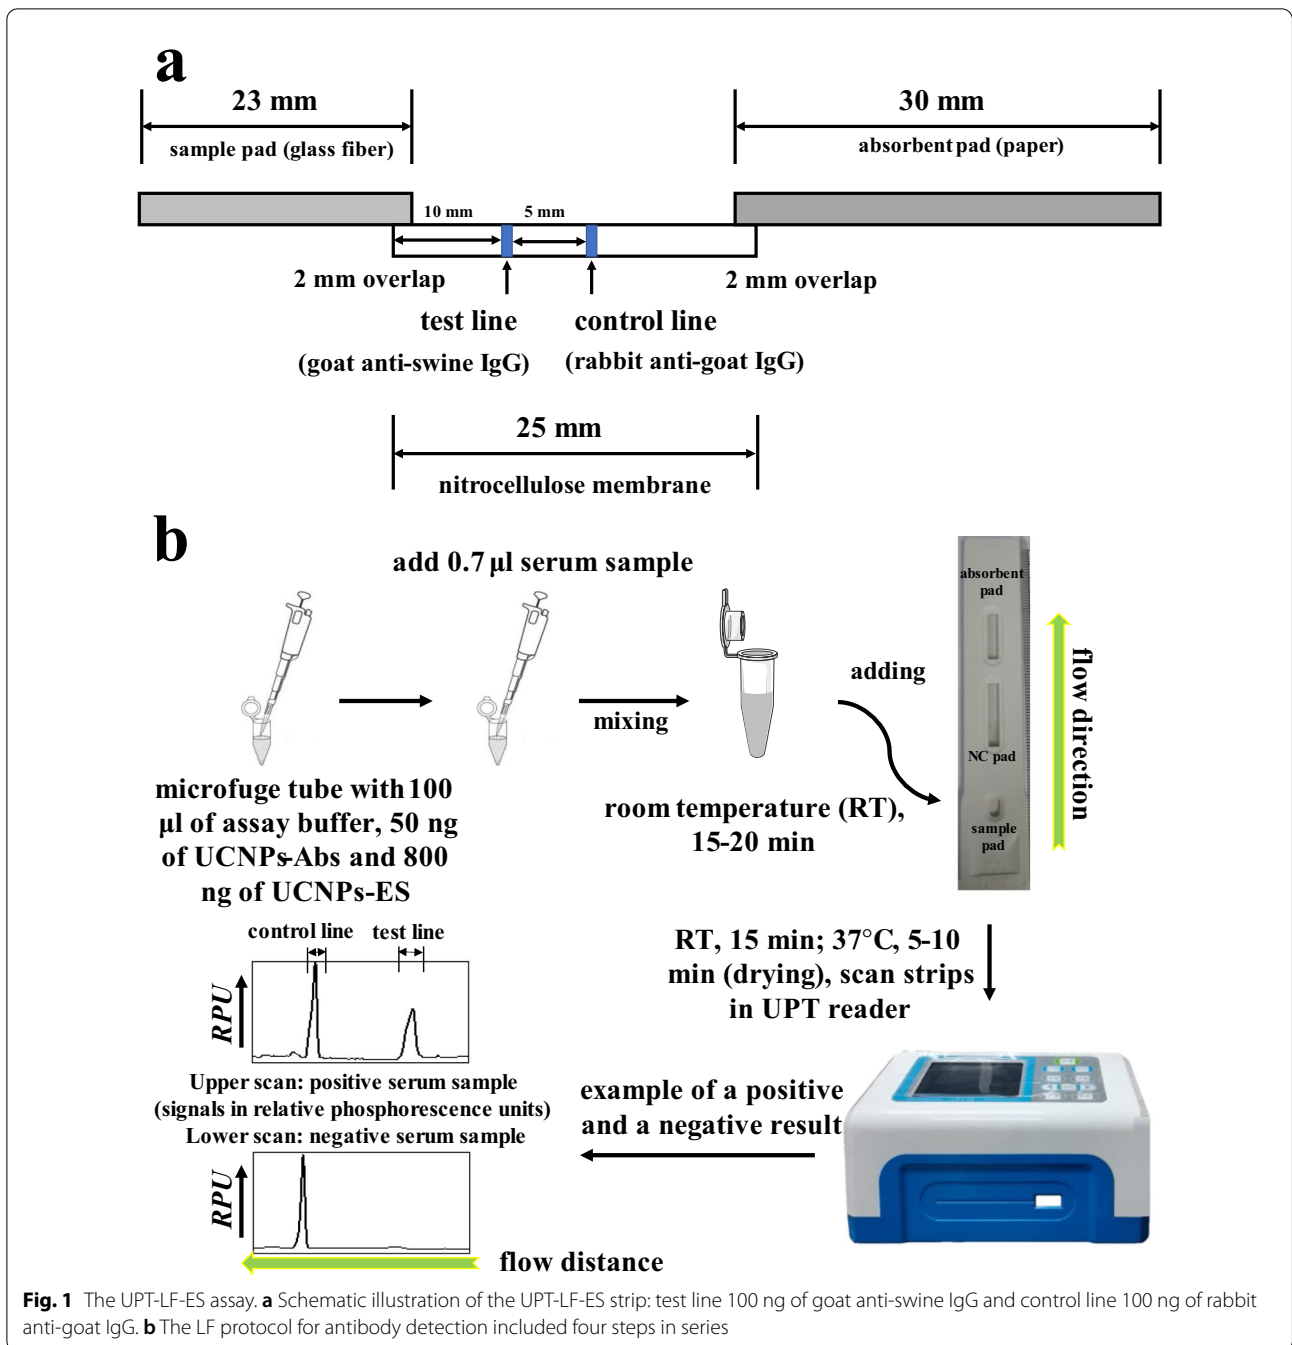 a
23 mm
30 mm
sample pad (glass fiber)
absorbent pad (paper)
10 mm
5 mm
2 mm overlap
2 mm overlap
test line
control line
(goat anti-swine IgG)
(rabbit anti-goat IgG)
25 mm
nitrocellulose membrane
b
add 0.7 µl serum sample
absorbent
pad
adding
flow direction
mixing
NC pad
microfuge tube with 100
µl of assay buffer, 50 ng
of UCNPs-Abs and 800
ng of UCNPs-ES
room temperature (RT),
15-20 min
sample
pad
control line
test line
RT, 15 min; 37°C, 5-10
min (drying), scan strips
in UPT reader
RPU
Upper scan: positive serum sample
(signals in relative phosphorescence units)
Lower scan: negative serum sample
example of a positive
and a negative result
RPU
flow distance
Fig. 1 The UPT-LF-ES assay. a Schematic illustration of the UPT-LF-ES strip: test line 100 ng of goat anti-swine IgG and control line 100 ng of rabbit
anti-goat IgG. b The LF protocol for antibody detection included four steps in series